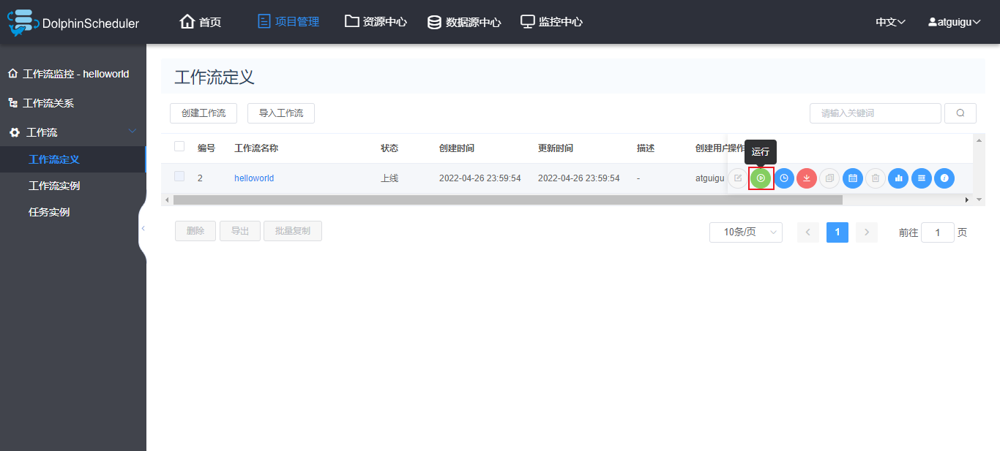 DolphinScheduler 首页 项目管理 资源中心 数据源中心 监控中心 中文 atguigu
工作流监控 - helloworld
工作流关系
工作流
工作流定义
工作流实例
任务实例
工作流定义
创建工作流 导入工作流 请输入关键词
编号 工作流名称 状态 创建时间 更新时间 描述 创建用户 操作
运行
2 helloworld 上线 2022-04-26 23:59:54 2022-04-26 23:59:54 - atguigu
删除 导出 批量复制 10条/页 1 前往 1 页